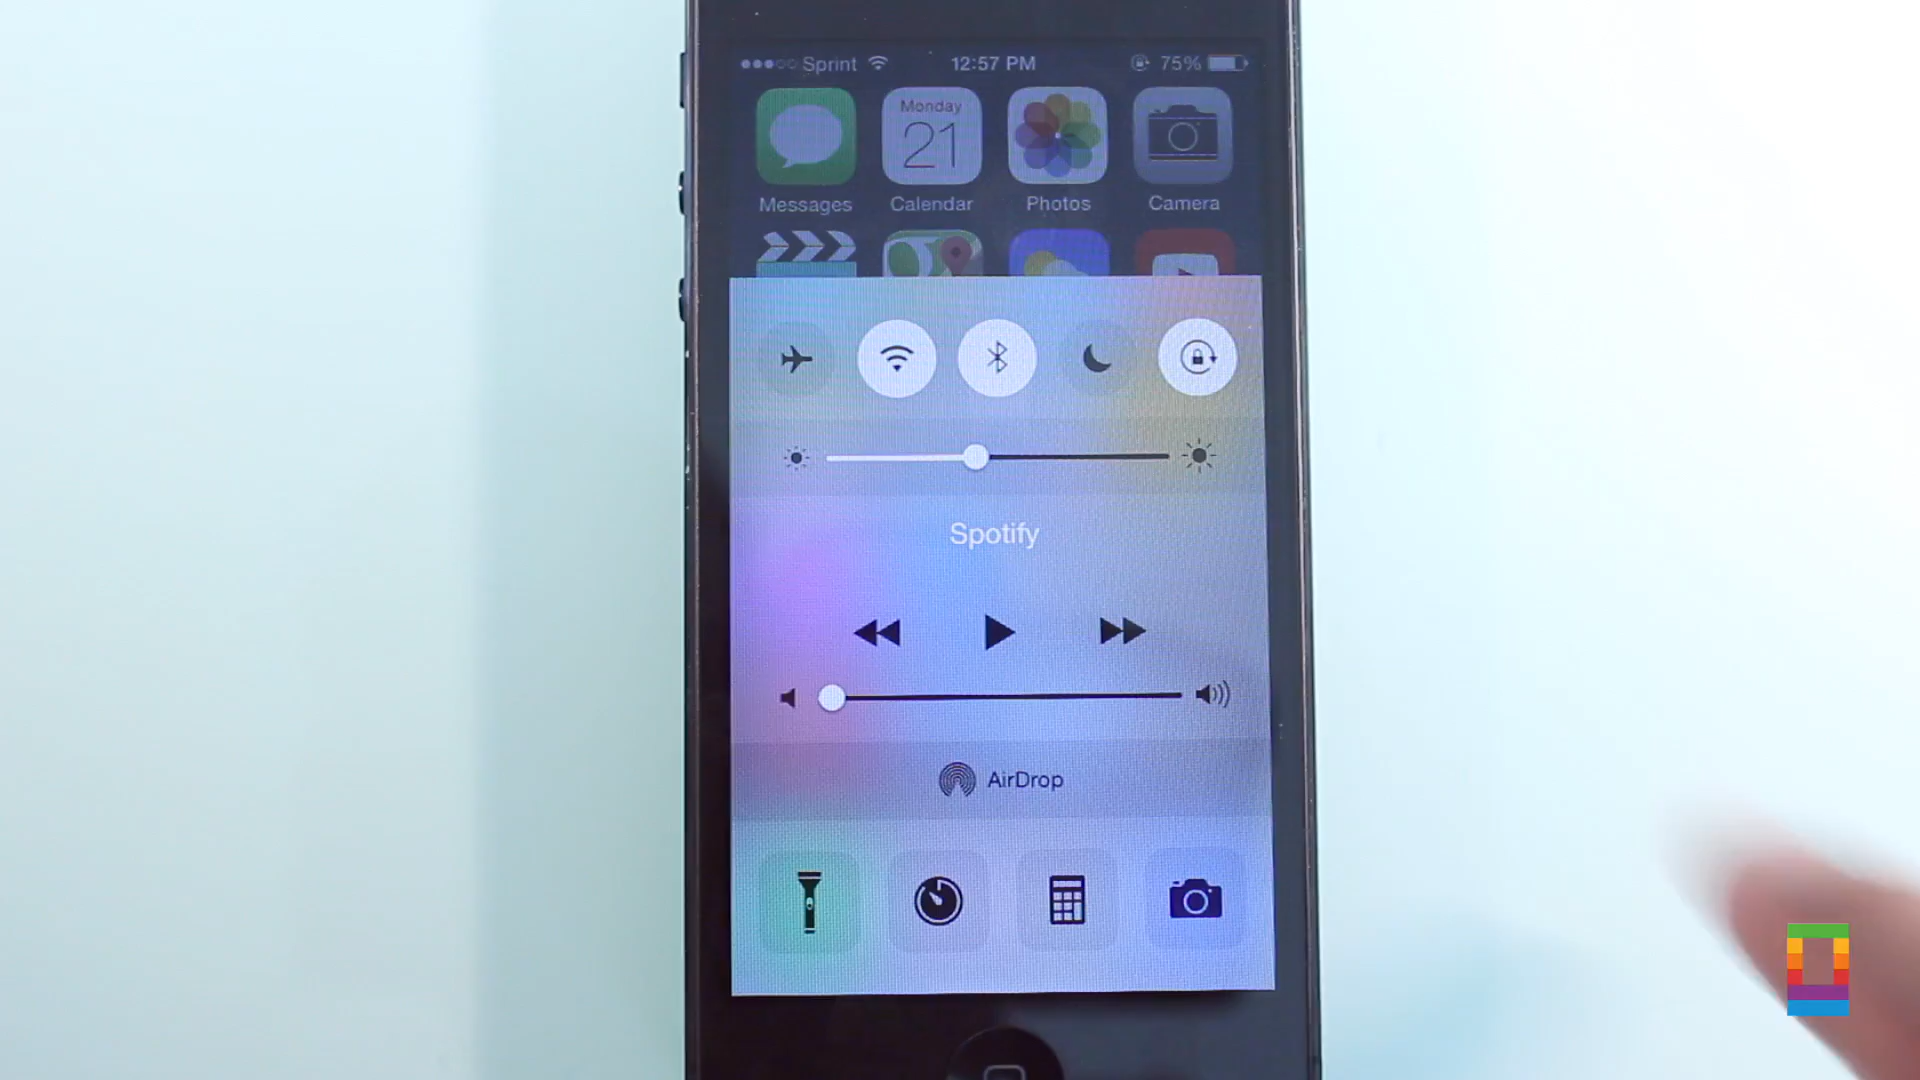 Sprint 12:57 PM 75%
Monday
21
Messages Calendar Photos Camera
Spotify
AirDrop